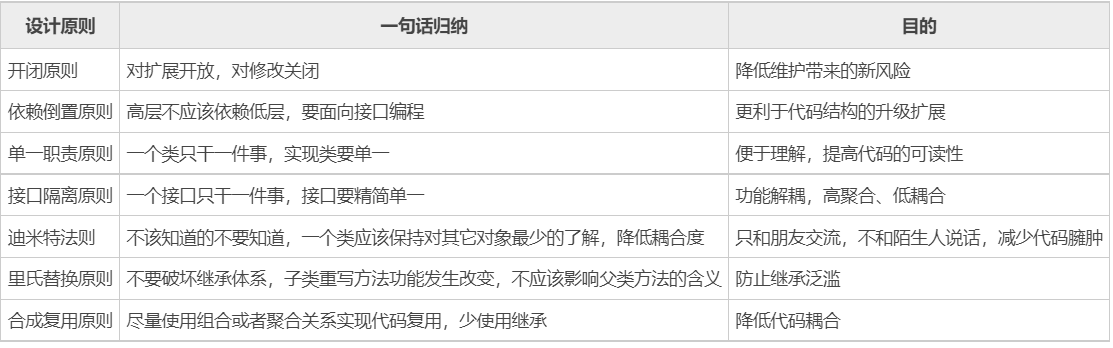 设计原则 一句话归纳 目的
开闭原则 对扩展开放，对修改关闭 降低维护带来的新风险
依赖倒置原则 高层不应该依赖低层，要面向接口编程 更利于代码结构的升级扩展
单一职责原则 一个类只干一件事，实现类要单一 便于理解，提高代码的可读性
接口隔离原则 一个接口只干一件事，接口要精简单一 功能解耦，高聚合、低耦合
迪米特法则 不该知道的不要知道，一个类应该保持对其它对象最少的了解，降低耦合度 只和朋友交流，不和陌生人说话，减少代码臃肿
里氏替换原则 不要破坏继承体系，子类重写方法功能发生改变，不应该影响父类方法的含义 防止继承泛滥
合成复用原则 尽量使用组合或者聚合关系实现代码复用，少使用继承 降低代码耦合